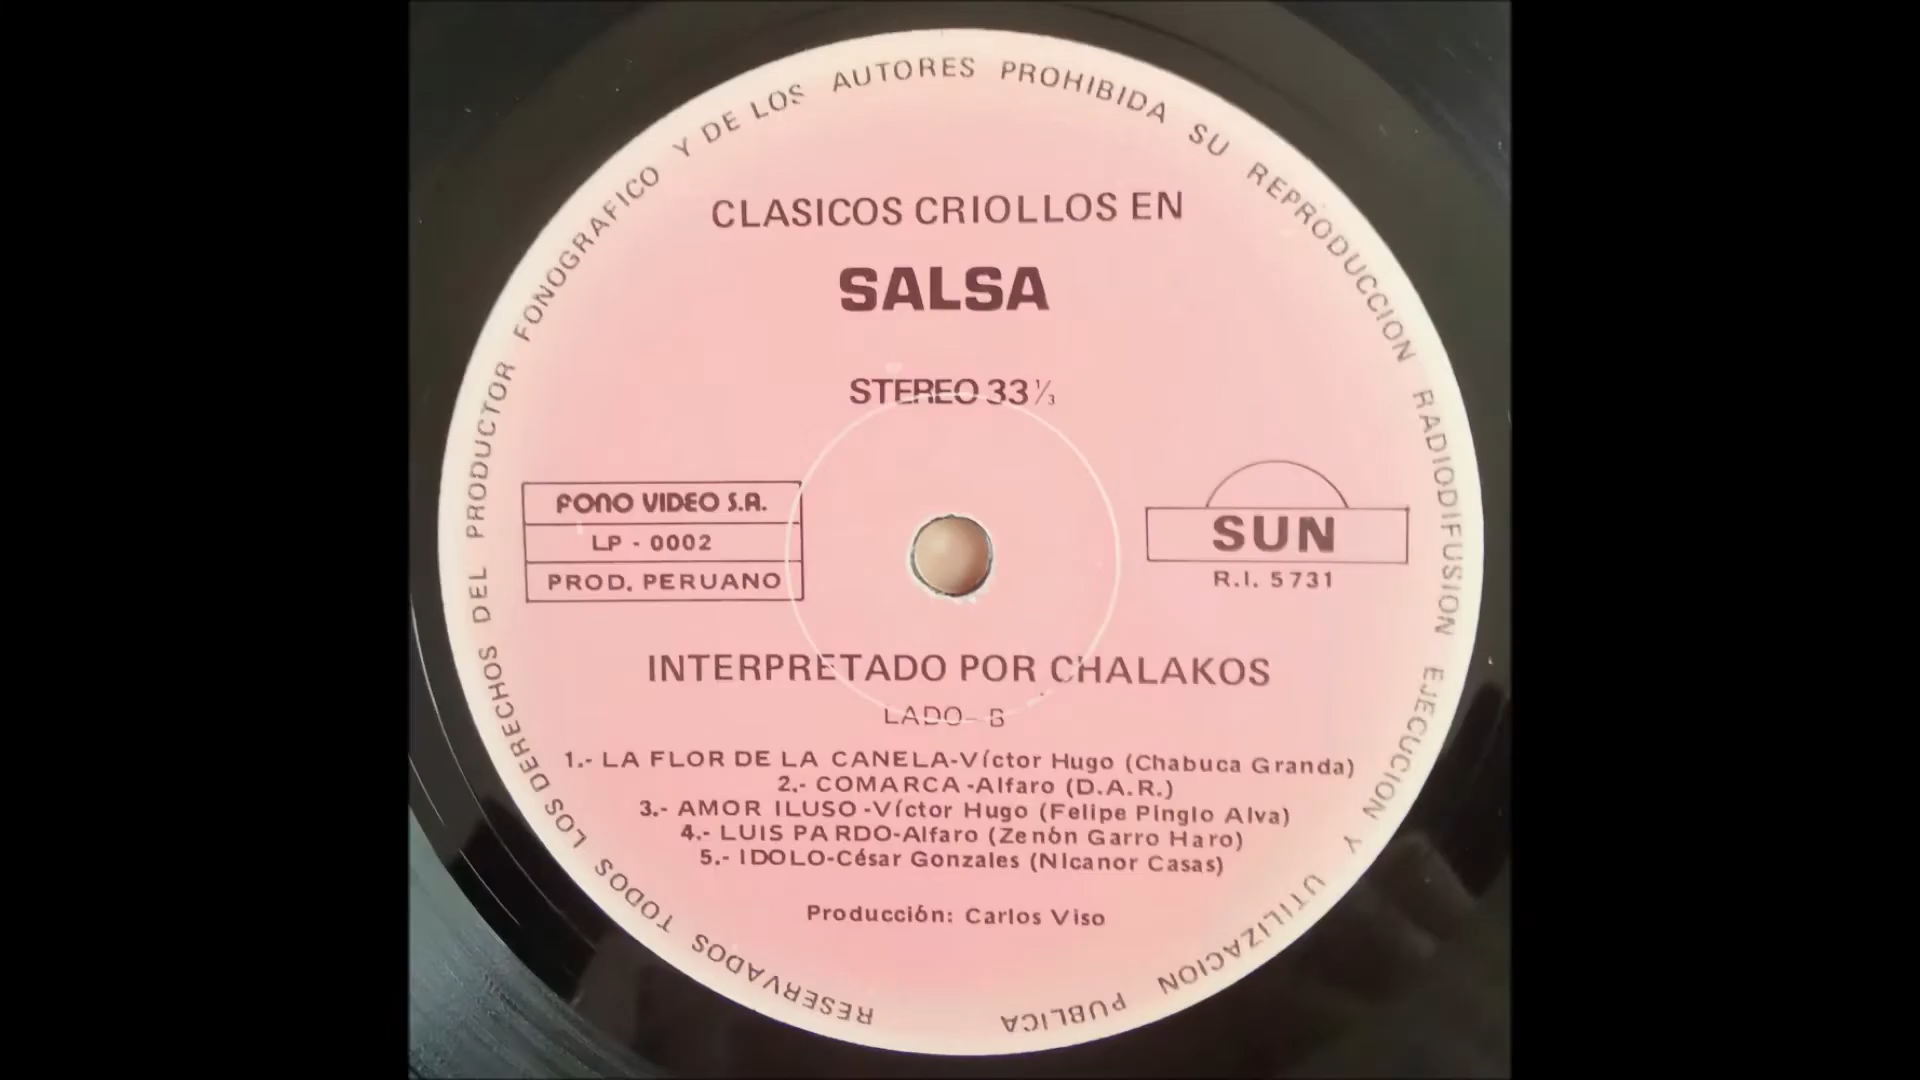 RESERVADOS TODOS LOS DERECHOS DEL PRODUCTOR FONOGRAFICO Y DE LOS AUTORES PROHIBIDA SU REPRODUCCION RADIODIFUSION EJECUCION Y UTILIZACION PUBLICA
CLASICOS CRIOLLOS EN
SALSA
STEREO 33 ⅓
FONO VIDEO S.A.
LP - 0002
PROD. PERUANO
SUN
R.I. 5731
INTERPRETADO POR CHALAKOS
LADO- B
1.- LA FLOR DE LA CANELA-Víctor Hugo (Chabuca Granda)
2.- COMARCA -Alfaro (D.A.R.)
3.- AMOR ILUSO -Víctor Hugo (Felipe Pinglo Alva)
4.- LUIS PARDO-Alfaro (Zenón Garro Haro)
5.- IDOLO-César Gonzales (NIcanor Casas)
Producción: Carlos Viso